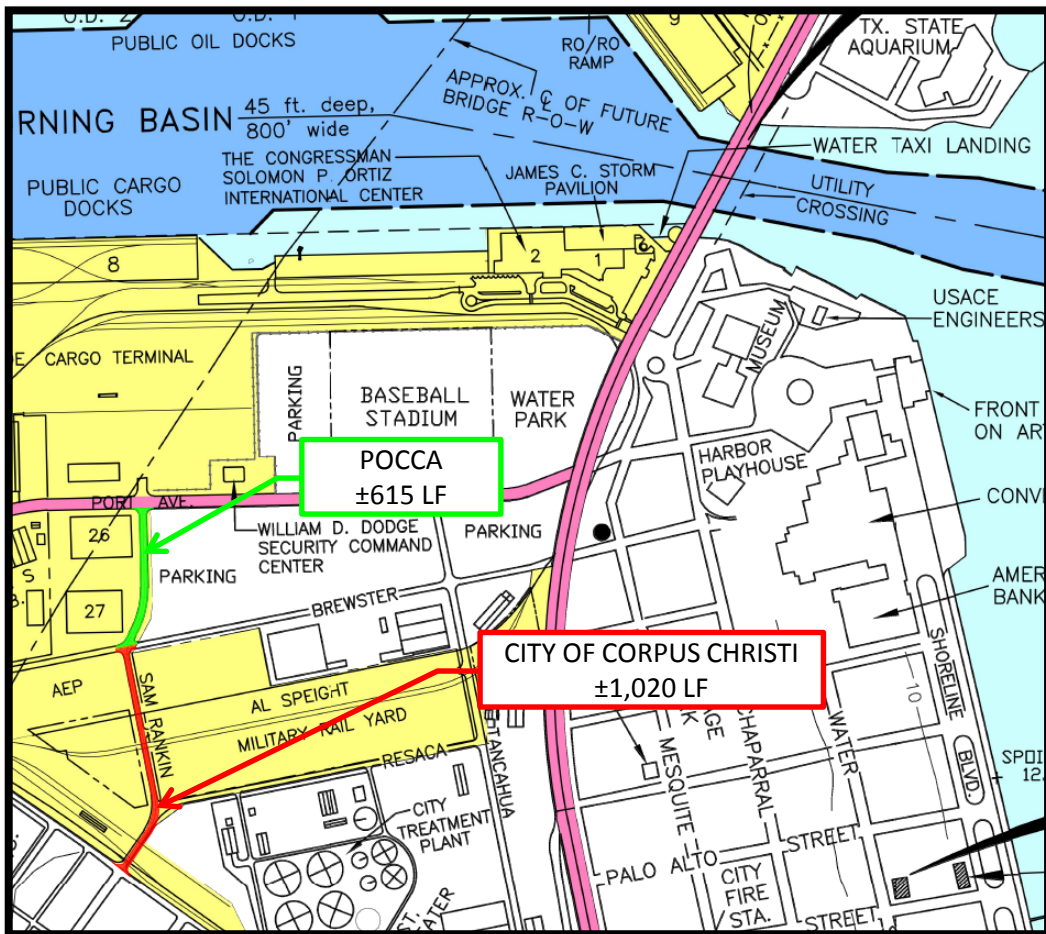 PUBLIC OIL DOCKS
RO/RO
RAMP
9
TX. STATE
AQUARIUM
APPROX. ℄ OF FUTURE
BRIDGE R-O-W
RNING BASIN
45 ft. deep,
800' wide
WATER TAXI LANDING
THE CONGRESSMAN
SOLOMON P. ORTIZ
INTERNATIONAL CENTER
JAMES C. STORM
PAVILION
PUBLIC CARGO
DOCKS
UTILITY
CROSSING
8
2
1
USACE
ENGINEERS
MUSEUM
E CARGO TERMINAL
PARKING
BASEBALL
STADIUM
WATER
PARK
FRONT
ON AR
POCCA
±615 LF
HARBOR
PLAYHOUSE
PORT AVE.
CONV
26
WILLIAM D. DODGE
SECURITY COMMAND
CENTER
PARKING
PARKING
S
B.
27
AMER
BANK
BREWSTER
CITY OF CORPUS CHRISTI
±1,020 LF
SHORELINE
BLVD.
AEP
SAM RANKIN
AL SPEIGHT
MILITARY RAIL YARD
RESACA
TANCAHUA
MESQUITE
CHAPARRAL
WATER
10
SPOI
12.
CITY
TREATMENT
PLANT
PALO ALTO
STREET
CITY
FIRE
STA.
STREET
ST.